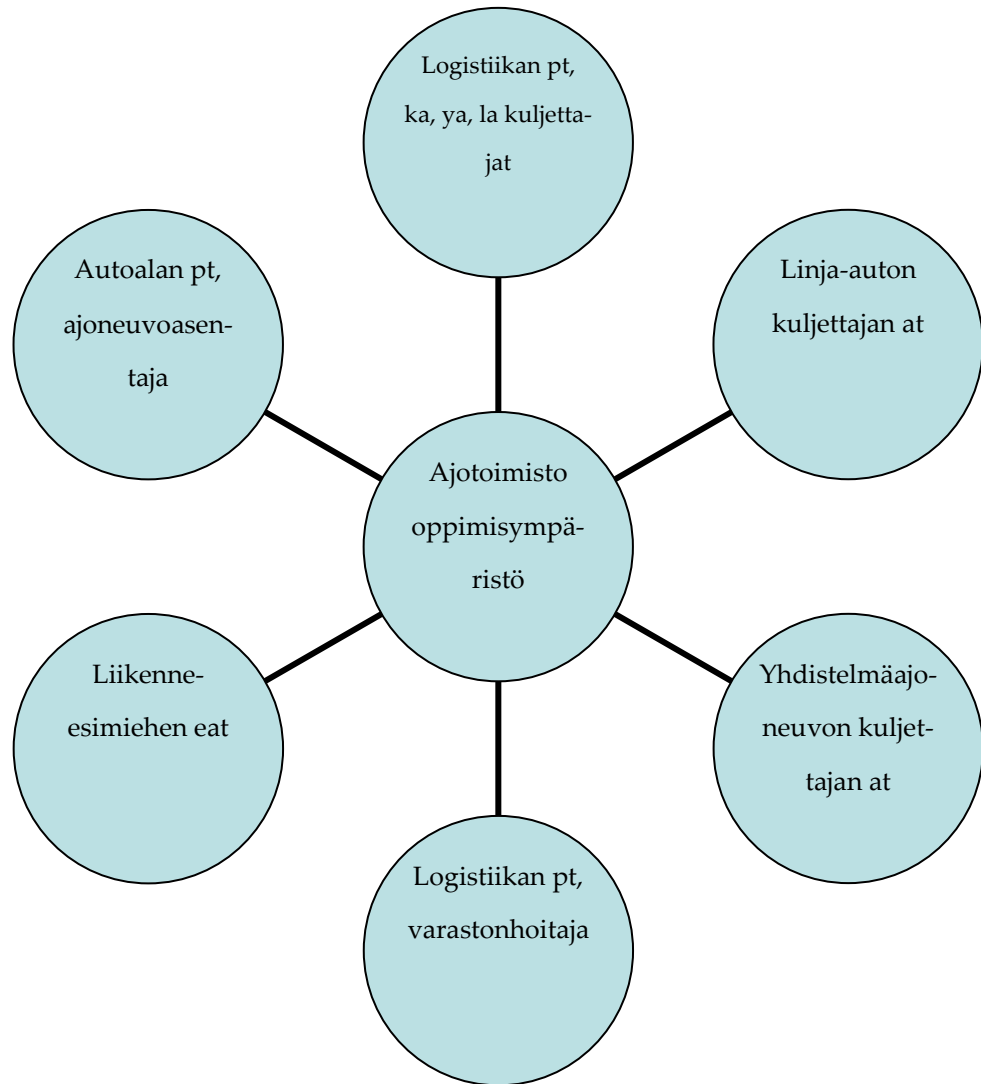 Logistiikan pt,
ka, ya, la kuljetta-
jat
Autoalan pt,
ajoneuvoasen-
taja
Linja-auton
kuljettajan at
Ajotoimisto
oppimisympä-
ristö
Liikenne-
esimiehen eat
Yhdistelmäajo-
neuvon kuljet-
tajan at
Logistiikan pt,
varastonhoitaja